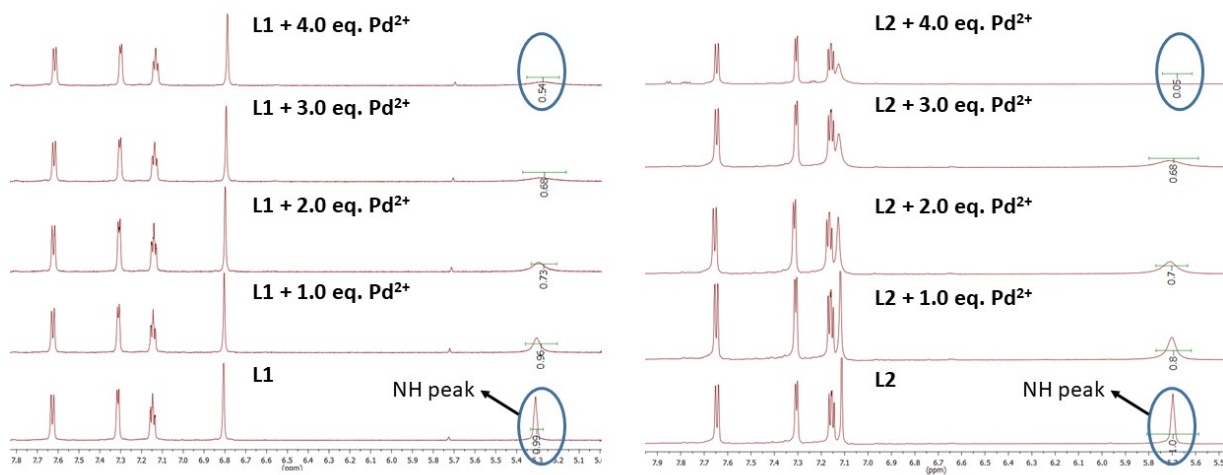 L1 + 4.0 eq. Pd²⁺
0.54
L1 + 3.0 eq. Pd²⁺
0.68
L1 + 2.0 eq. Pd²⁺
0.73
L1 + 1.0 eq. Pd²⁺
0.96
L1
NH peak
0.99
7.8 7.7 7.6 7.5 7.4 7.3 7.2 7.1 7.0 6.9 6.8 6.7 6.6 6.5 6.4 6.3 6.2 6.1 6.0 5.9 5.8 5.7 5.6 5.5 5.4 5.3 5.2 5.1 5.0
(ppm)
L2 + 4.0 eq. Pd²⁺
0.05
L2 + 3.0 eq. Pd²⁺
0.68
L2 + 2.0 eq. Pd²⁺
0.7
L2 + 1.0 eq. Pd²⁺
0.8
L2
NH peak
1.0
7.9 7.8 7.7 7.6 7.5 7.4 7.3 7.2 7.1 7.0 6.9 6.8 6.7 6.6 6.5 6.4 6.3 6.2 6.1 6.0 5.9 5.8 5.7 5.6 5.5
(ppm)